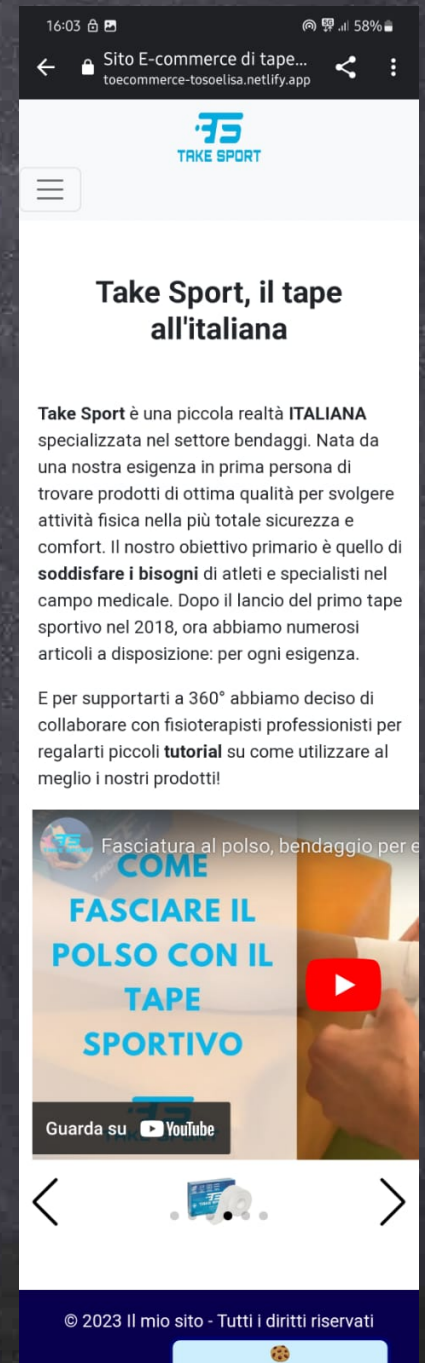 16:03
58%
Sito E-commerce di tape...
toecommerce-tosoelisa.netlify.app
TAKE SPORT
Take Sport, il tape
all'italiana
Take Sport è una piccola realtà ITALIANA
specializzata nel settore bendaggi. Nata da
una nostra esigenza in prima persona di
trovare prodotti di ottima qualità per svolgere
attività fisica nella più totale sicurezza e
comfort. Il nostro obiettivo primario è quello di
soddisfare i bisogni di atleti e specialisti nel
campo medicale. Dopo il lancio del primo tape
sportivo nel 2018, ora abbiamo numerosi
articoli a disposizione: per ogni esigenza.
E per supportarti a 360° abbiamo deciso di
collaborare con fisioterapisti professionisti per
regalarti piccoli tutorial su come utilizzare al
meglio i nostri prodotti!
Fasciatura al polso, bendaggio per e
COME
FASCIARE IL
POLSO CON IL
TAPE
SPORTIVO
Guarda su YouTube
© 2023 Il mio sito - Tutti i diritti riservati